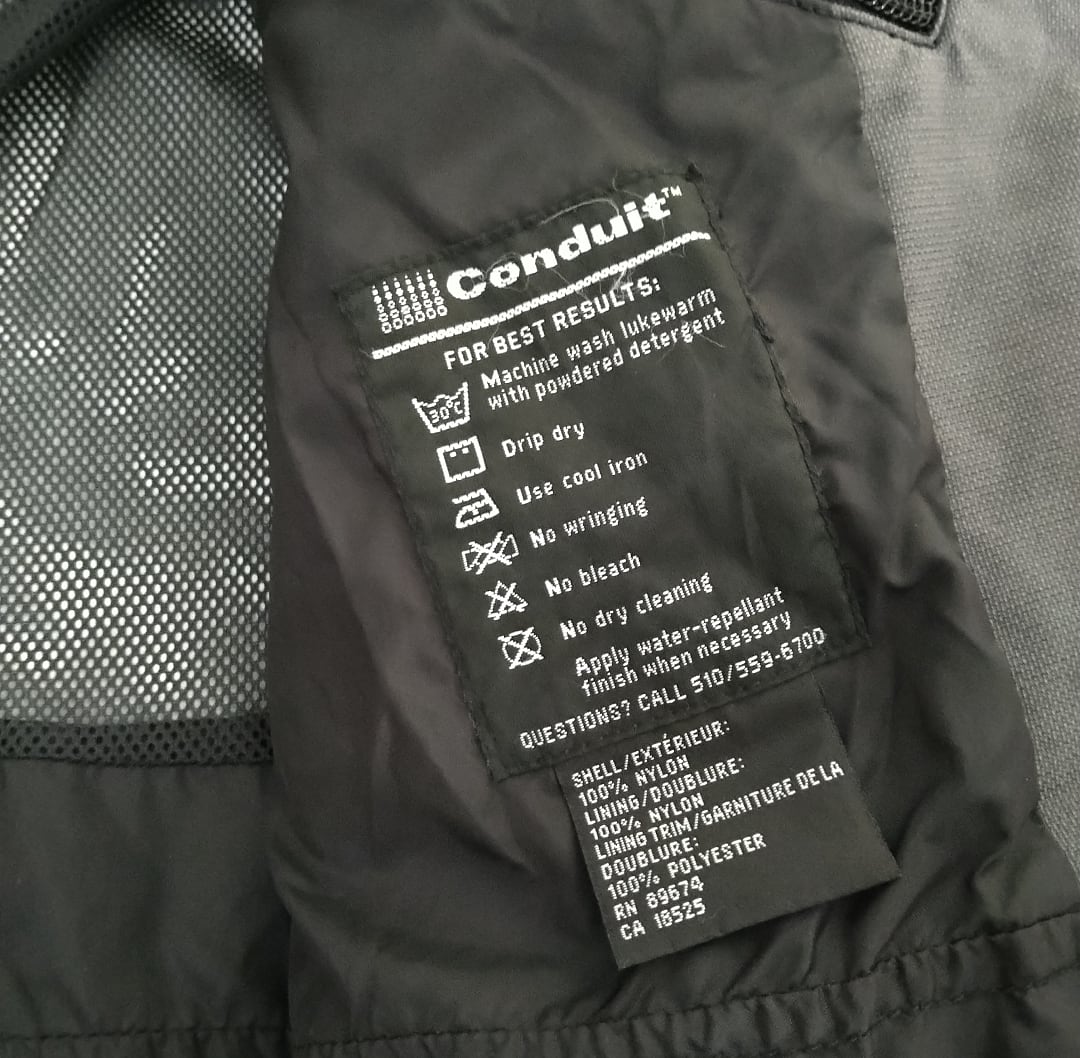 Conduit™
FOR BEST RESULTS:
Machine wash lukewarm
with powdered detergent
30°C
Drip dry
Use cool iron
No wringing
No bleach
No dry cleaning
Apply water-repellant
finish when necessary
QUESTIONS? CALL 510/559-6700
SHELL/EXTÉRIEUR:
100% NYLON
LINING/DOUBLURE:
100% NYLON
LINING TRIM/GARNITURE DE LA
DOUBLURE:
100% POLYESTER
RN 89674
CA 18525